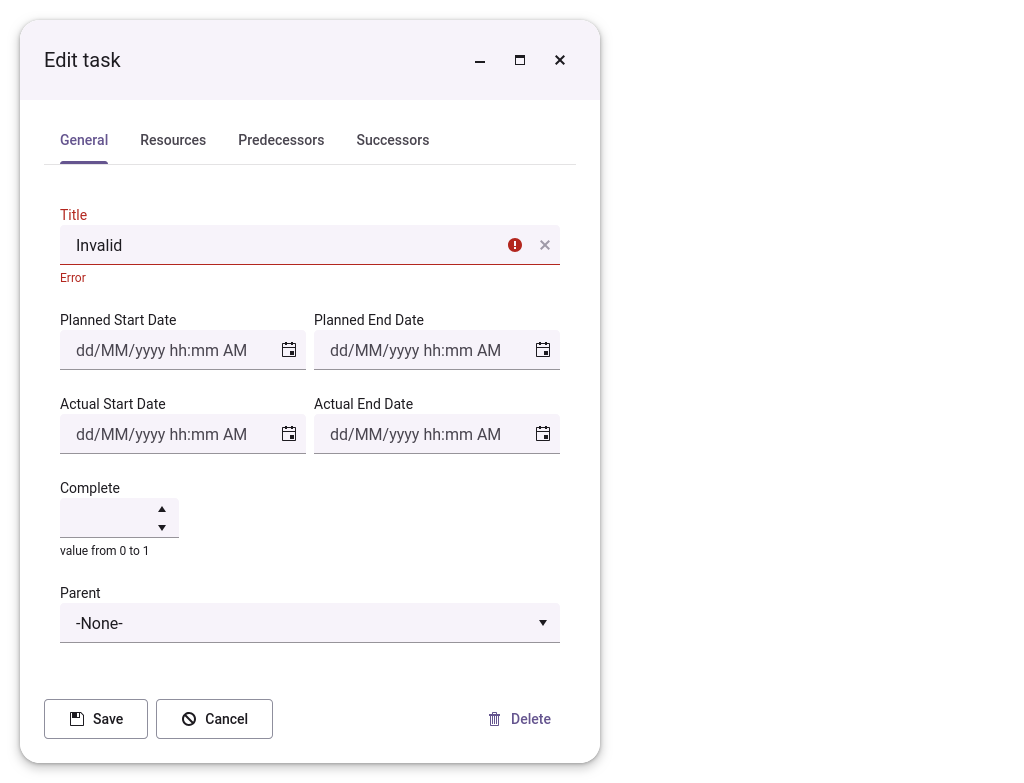 Edit task
General Resources Predecessors Successors
Title
Invalid
Error
Planned Start Date Planned End Date
dd/MM/yyyy hh:mm AM dd/MM/yyyy hh:mm AM
Actual Start Date Actual End Date
dd/MM/yyyy hh:mm AM dd/MM/yyyy hh:mm AM
Complete
value from 0 to 1
Parent
-None-
Save Cancel Delete